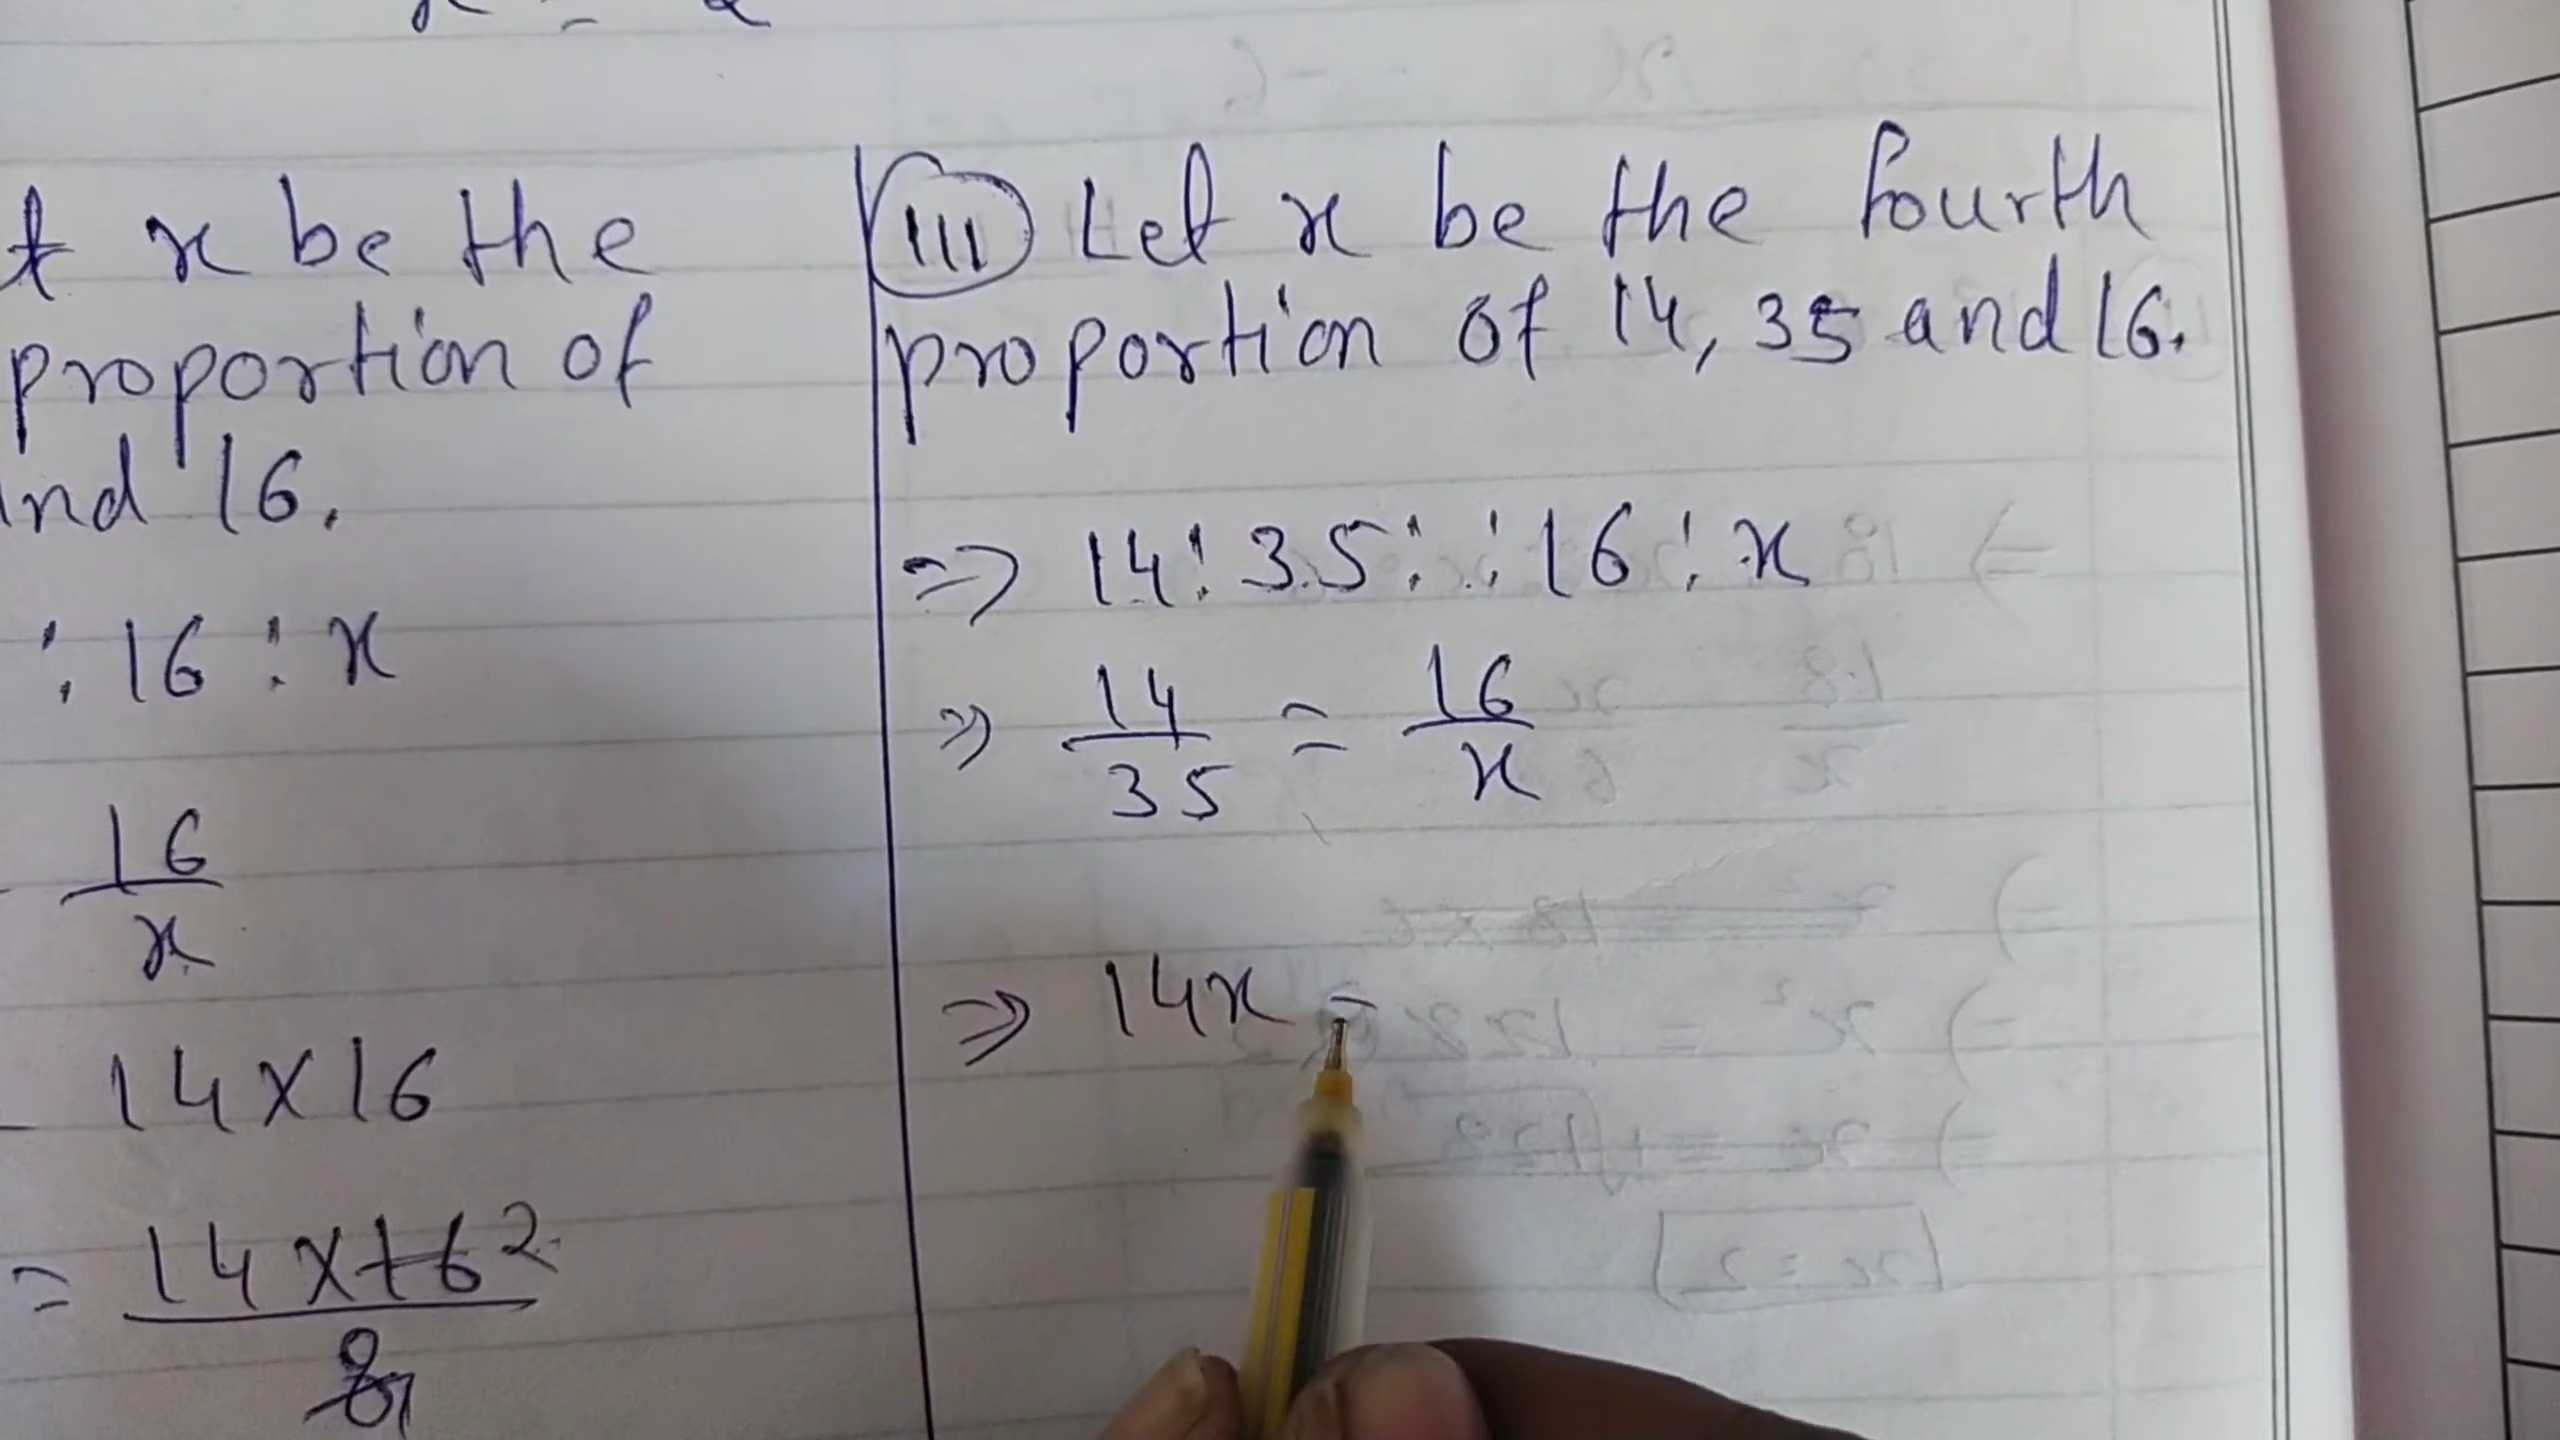 t x be the
proportion of
and 16.
: 16 : x
16
x
14 x 16
= 14 x 16 2
8
(III) Let x be the fourth
proportion of 14, 35 and 16.
=> 14 : 35 : : 16 : x
=> 14/35 = 16/x
=> 14x -